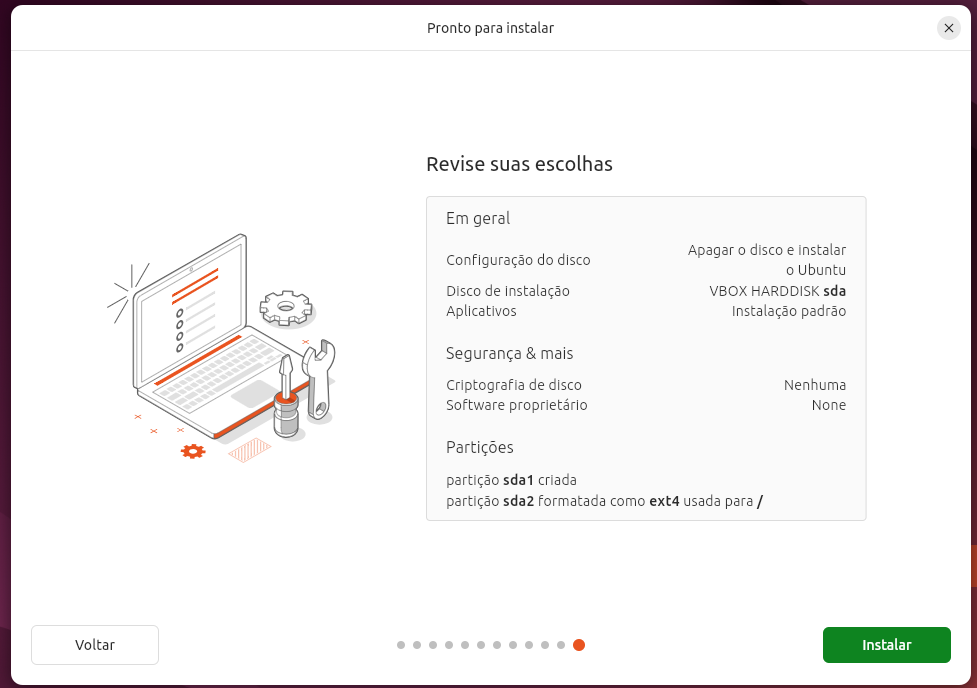 Pronto para instalar
Revise suas escolhas
Em geral
Configuração do disco
Apagar o disco e instalar
o Ubuntu
Disco de instalação VBOX HARDDISK sda
Aplicativos Instalação padrão
Segurança & mais
Criptografia de disco Nenhuma
Software proprietário None
Partições
partição sda1 criada
partição sda2 formatada como ext4 usada para /
Voltar Instalar